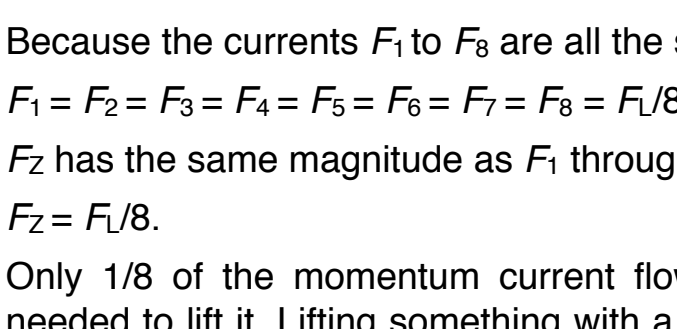 Because the currents F1 to F8 are all the
F1 = F2 = F3 = F4 = F5 = F6 = F7 = F8 = FL/8
FZ has the same magnitude as F1
FZ = FL/8.
Only 1/8 of the momentum current
needed to lift it. Lifting something with a